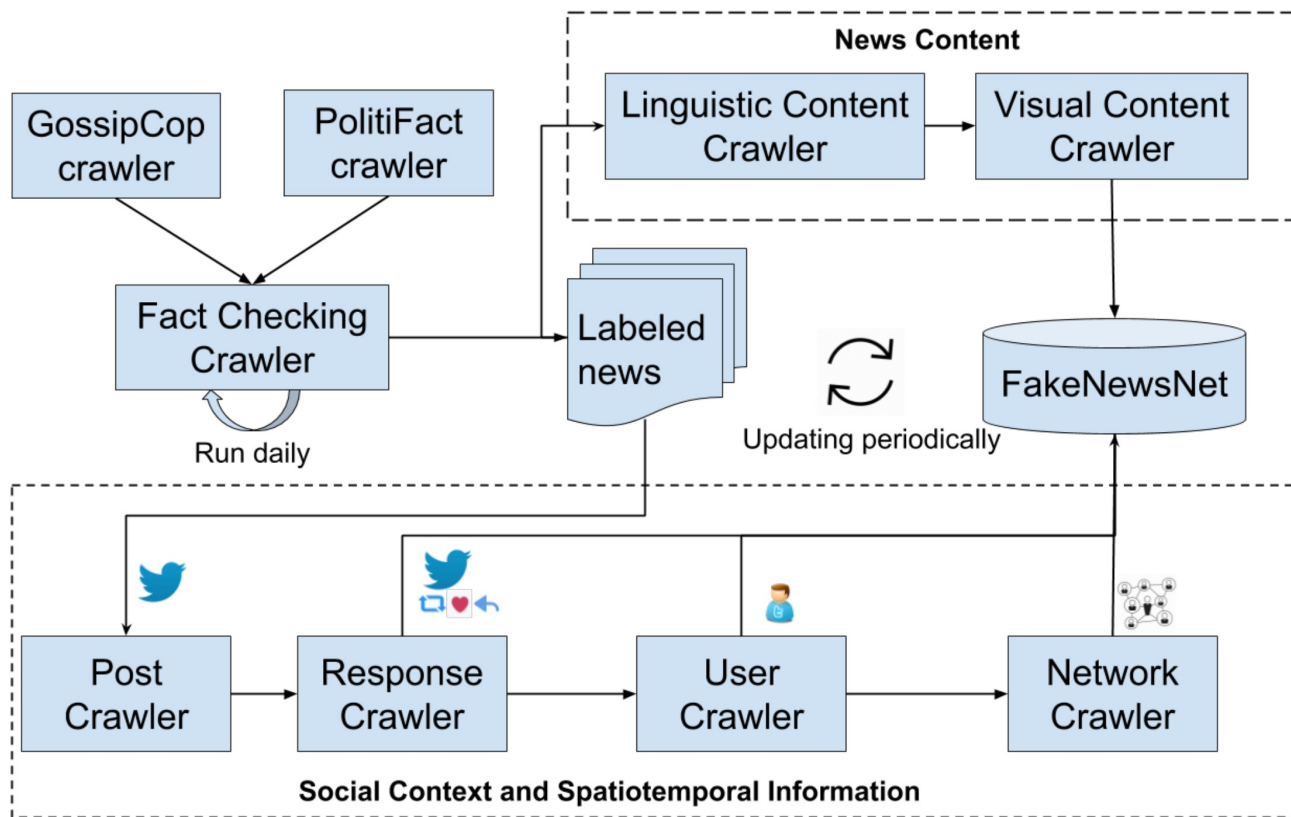 News Content
GossipCop
crawler
PolitiFact
crawler
Linguistic Content
Crawler
Visual Content
Crawler
Fact Checking
Crawler
Run daily
Labeled
news
Updating periodically
FakeNewsNet
Post
Crawler
Response
Crawler
User
Crawler
Network
Crawler
Social Context and Spatiotemporal Information